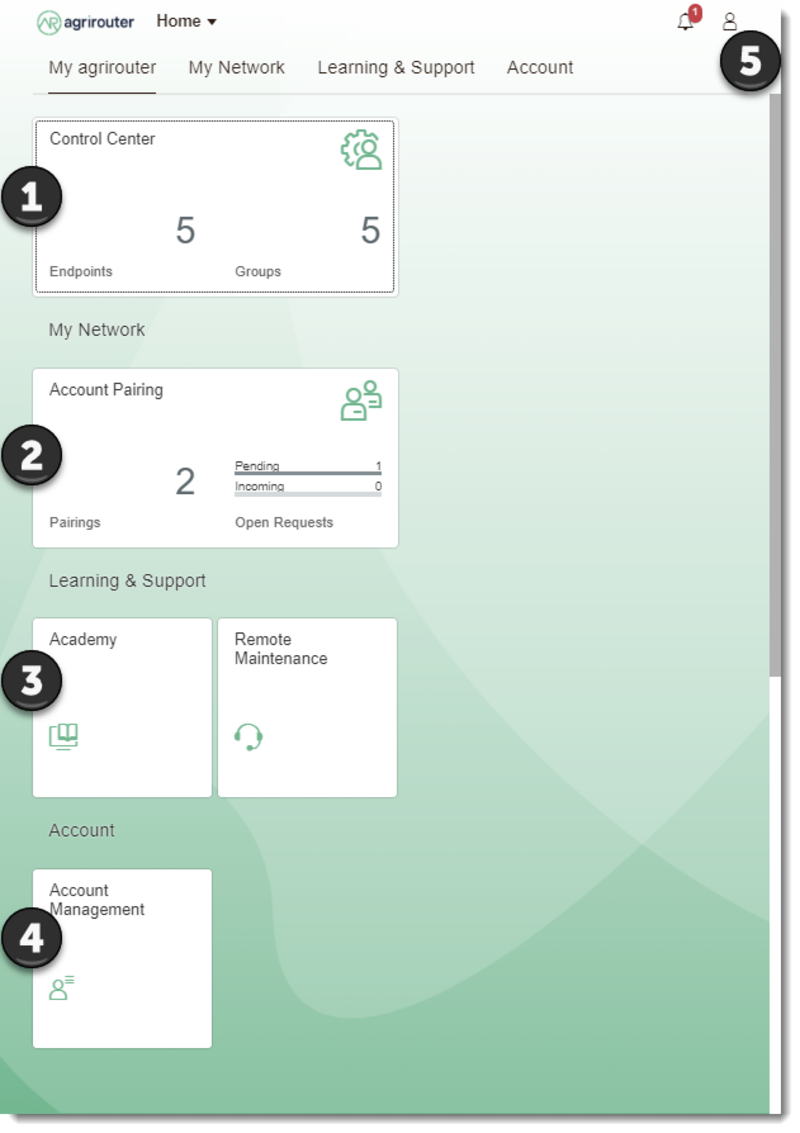 AR agrirouter Home 1
5
My agrirouter My Network Learning & Support Account
Control Center
1
5 5
Endpoints Groups
My Network
Account Pairing
2
2 Pending 1
Incoming 0
Pairings Open Requests
Learning & Support
Academy Remote
Maintenance
3
Account
Account
Management
4